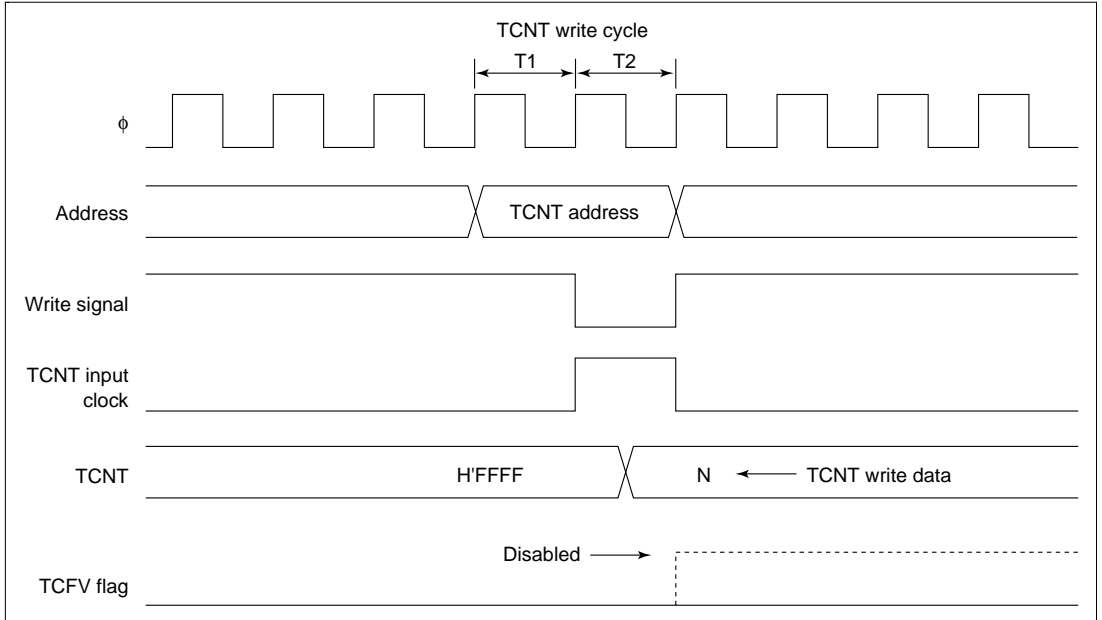 TCNT write cycle
T1 T2
ϕ
Address
TCNT address
Write signal
TCNT input
clock
TCNT
H'FFFF
N
TCNT write data
Disabled
TCFV flag